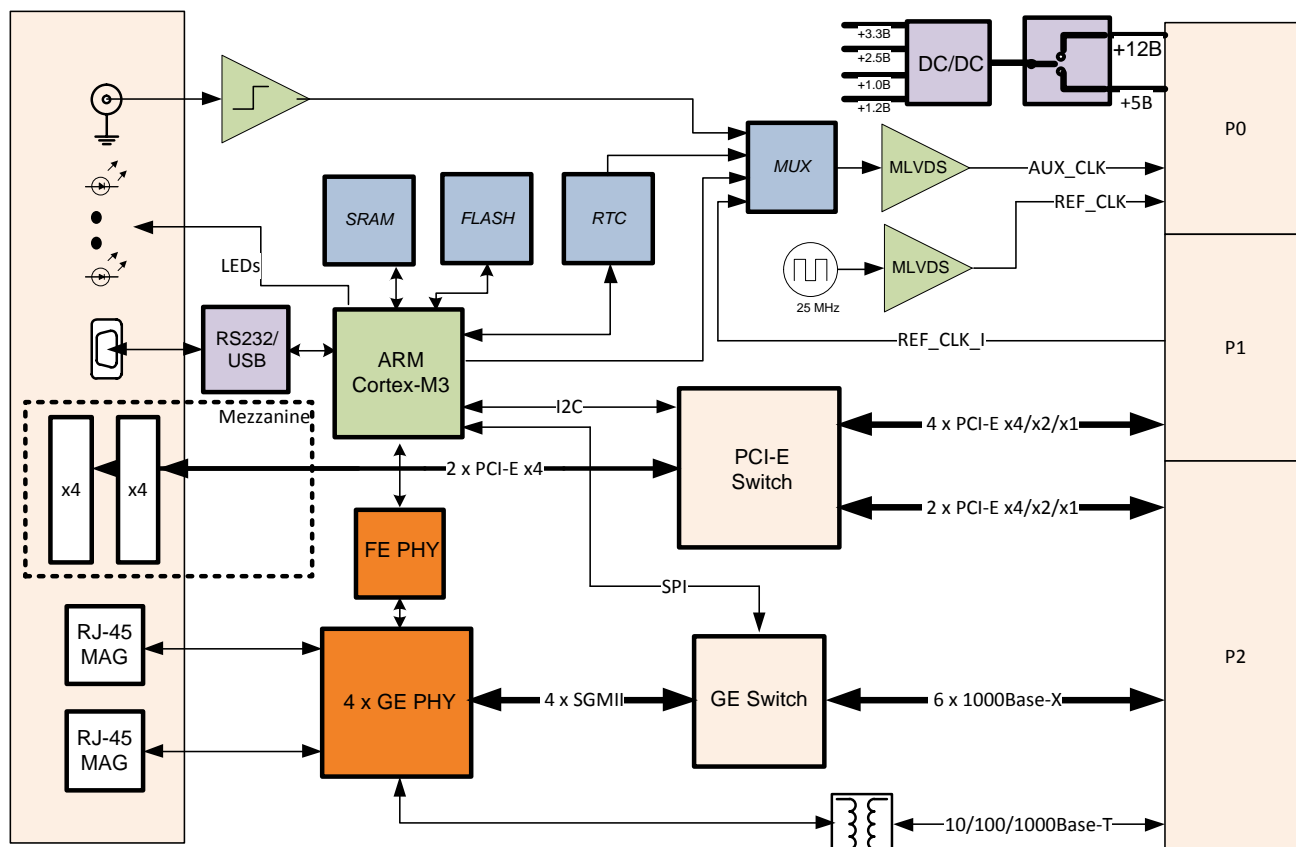 +3.3B
+2.5B
+1.0B
+1.2B
DC/DC
+12B
+5B
P0
MUX
MLVDS
AUX_CLK
REF_CLK
SRAM
FLASH
RTC
MLVDS
25 MHz
LEDs
RS232/
USB
ARM
Cortex-M3
REF_CLK_I
P1
Mezzanine
I2C
4 x PCI-E x4/x2/x1
x4
x4
2 x PCI-E x4
PCI-E
Switch
2 x PCI-E x4/x2/x1
FE PHY
SPI
RJ-45
MAG
4 x GE PHY
4 x SGMII
GE Switch
6 x 1000Base-X
P2
RJ-45
MAG
10/100/1000Base-T